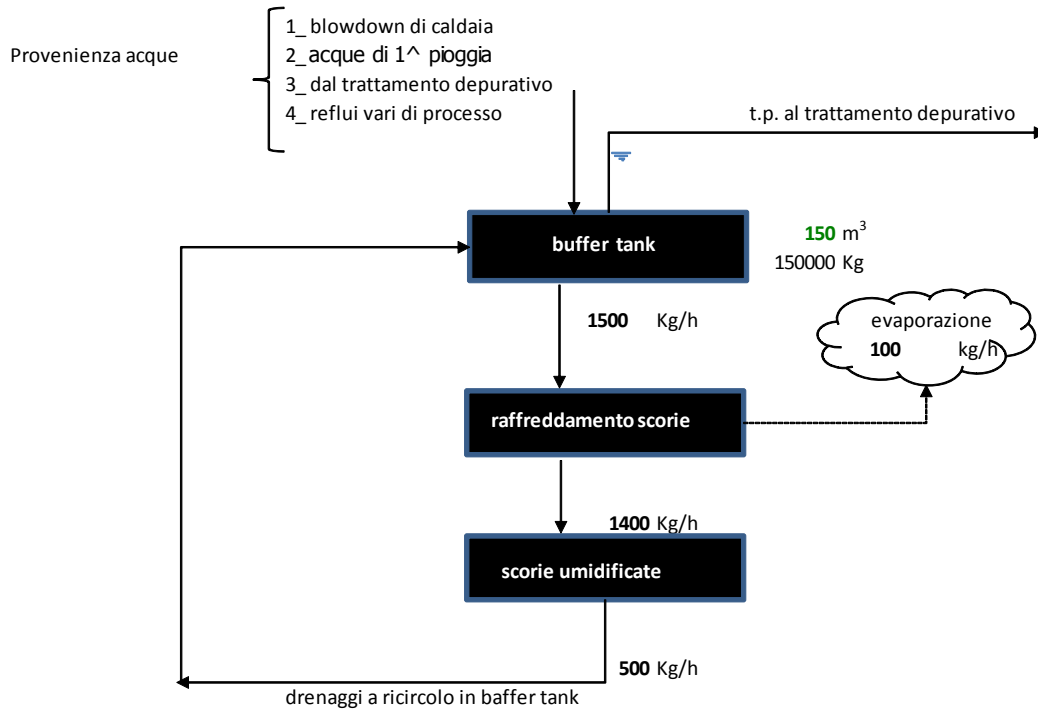 Provenienza acque
1_ blowdown di caldaia
2_ acque di 1^ pioggia
3_ dal trattamento depurativo
4_ reflui vari di processo
t.p. al trattamento depurativo
buffer tank
150 m³
150000 Kg
1500 Kg/h
evaporazione
100 kg/h
raffreddamento scorie
1400 Kg/h
scorie umidificate
500 Kg/h
drenaggi a ricircolo in baffer tank